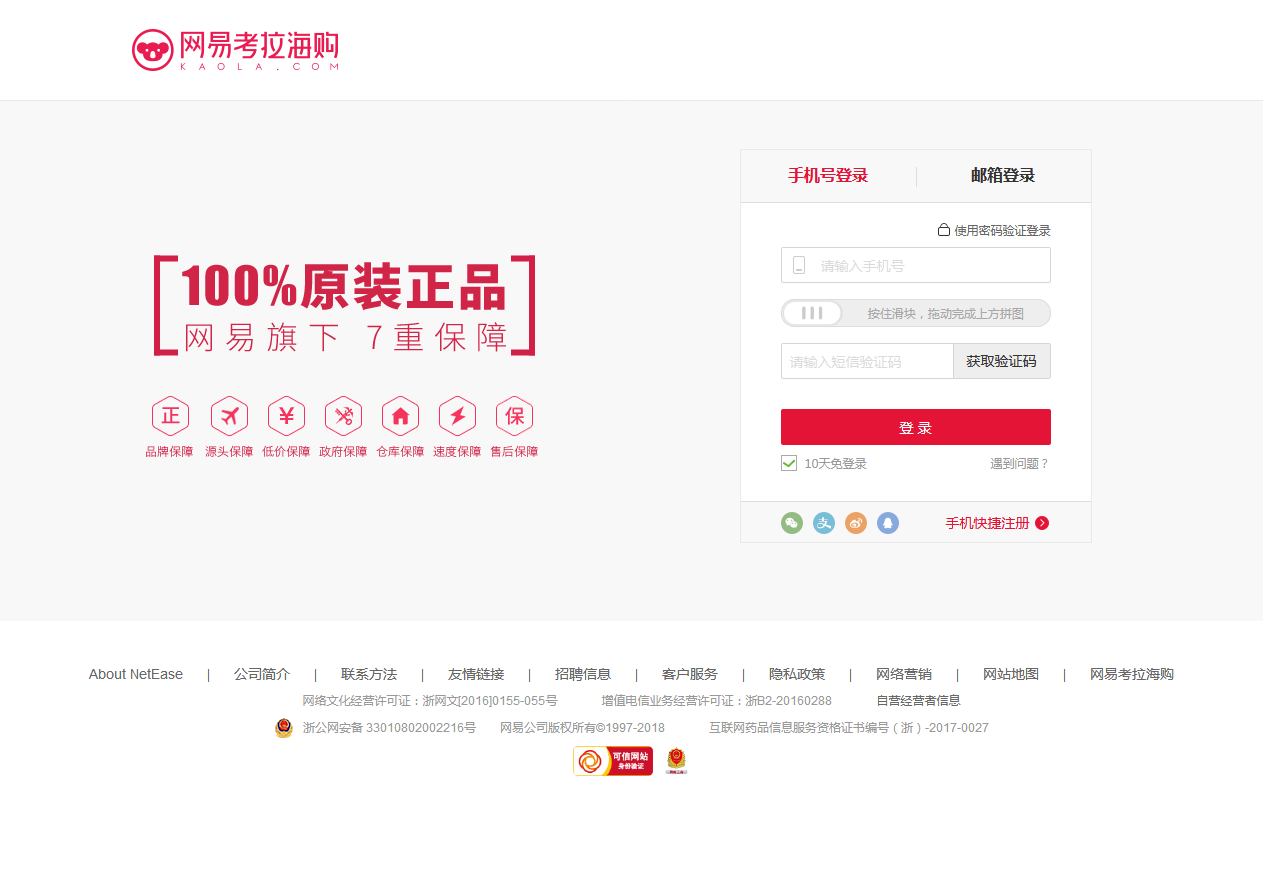 网易考拉海购
KAOLA.COM
手机号登录
邮箱登录
使用密码验证登录
请输入手机号
按住滑块，拖动完成上方拼图
请输入短信验证码
获取验证码
登 录
10天免登录
遇到问题？
手机快捷注册
100%原装正品
网易旗下 7重保障
正 ¥ 保
品牌保障 源头保障 低价保障 政府保障 仓库保障 速度保障 售后保障
About NetEase | 公司简介 | 联系方法 | 友情链接 | 招聘信息 | 客户服务 | 隐私政策 | 网络营销 | 网站地图 | 网易考拉海购
网络文化经营许可证：浙网文[2016]0155-055号 增值电信业务经营许可证：浙B2-20160288 自营经营者信息
浙公网安备 33010802002216号 网易公司版权所有©1997-2018 互联网药品信息服务资格证书编号 ( 浙 ) -2017-0027
可信网站
身份验证